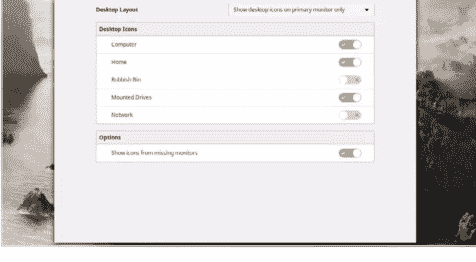 Desktop Layout
Show desktop icons on primary monitor only
Desktop Icons
Computer
Home
Rubbish Bin
Mounted Drives
Network
Options
Show icons from missing monitors